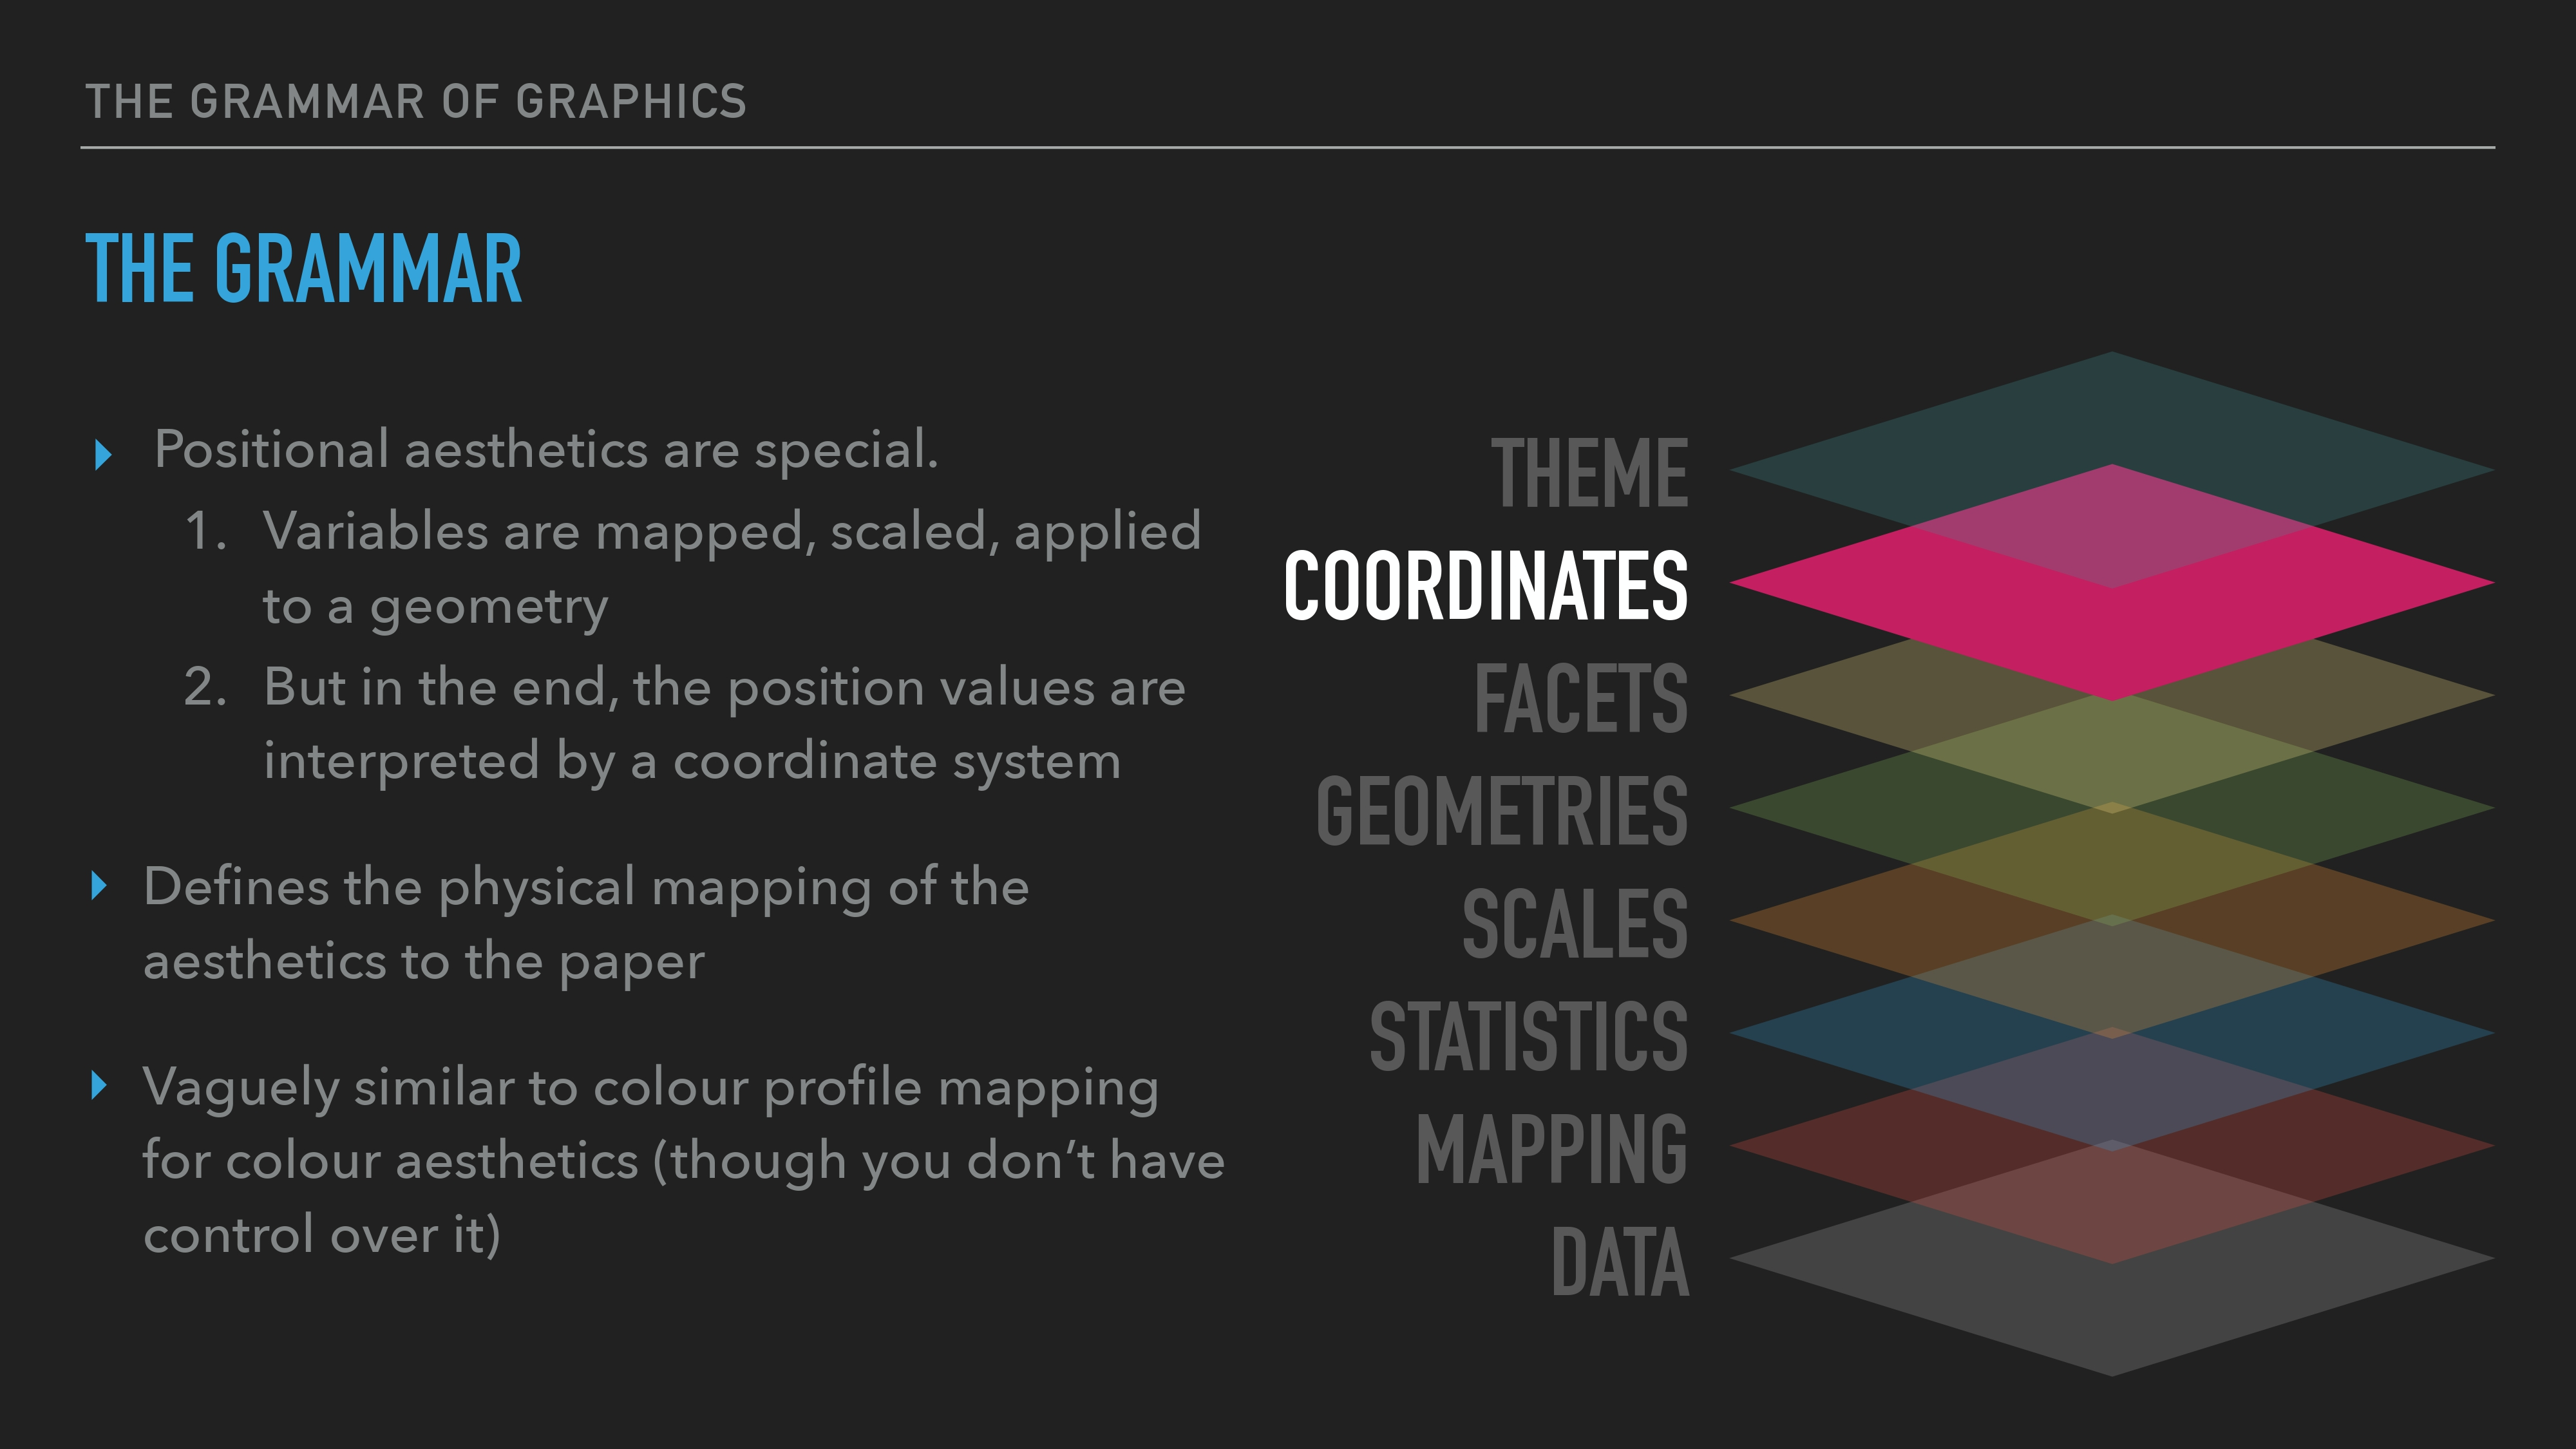 THE GRAMMAR OF GRAPHICS
THE GRAMMAR
Positional aesthetics are special.
1. Variables are mapped, scaled, applied
to a geometry
2. But in the end, the position values are
interpreted by a coordinate system
Defines the physical mapping of the
aesthetics to the paper
Vaguely similar to colour profile mapping
for colour aesthetics (though you don’t have
control over it)
THEME
COORDINATES
FACETS
GEOMETRIES
SCALES
STATISTICS
MAPPING
DATA